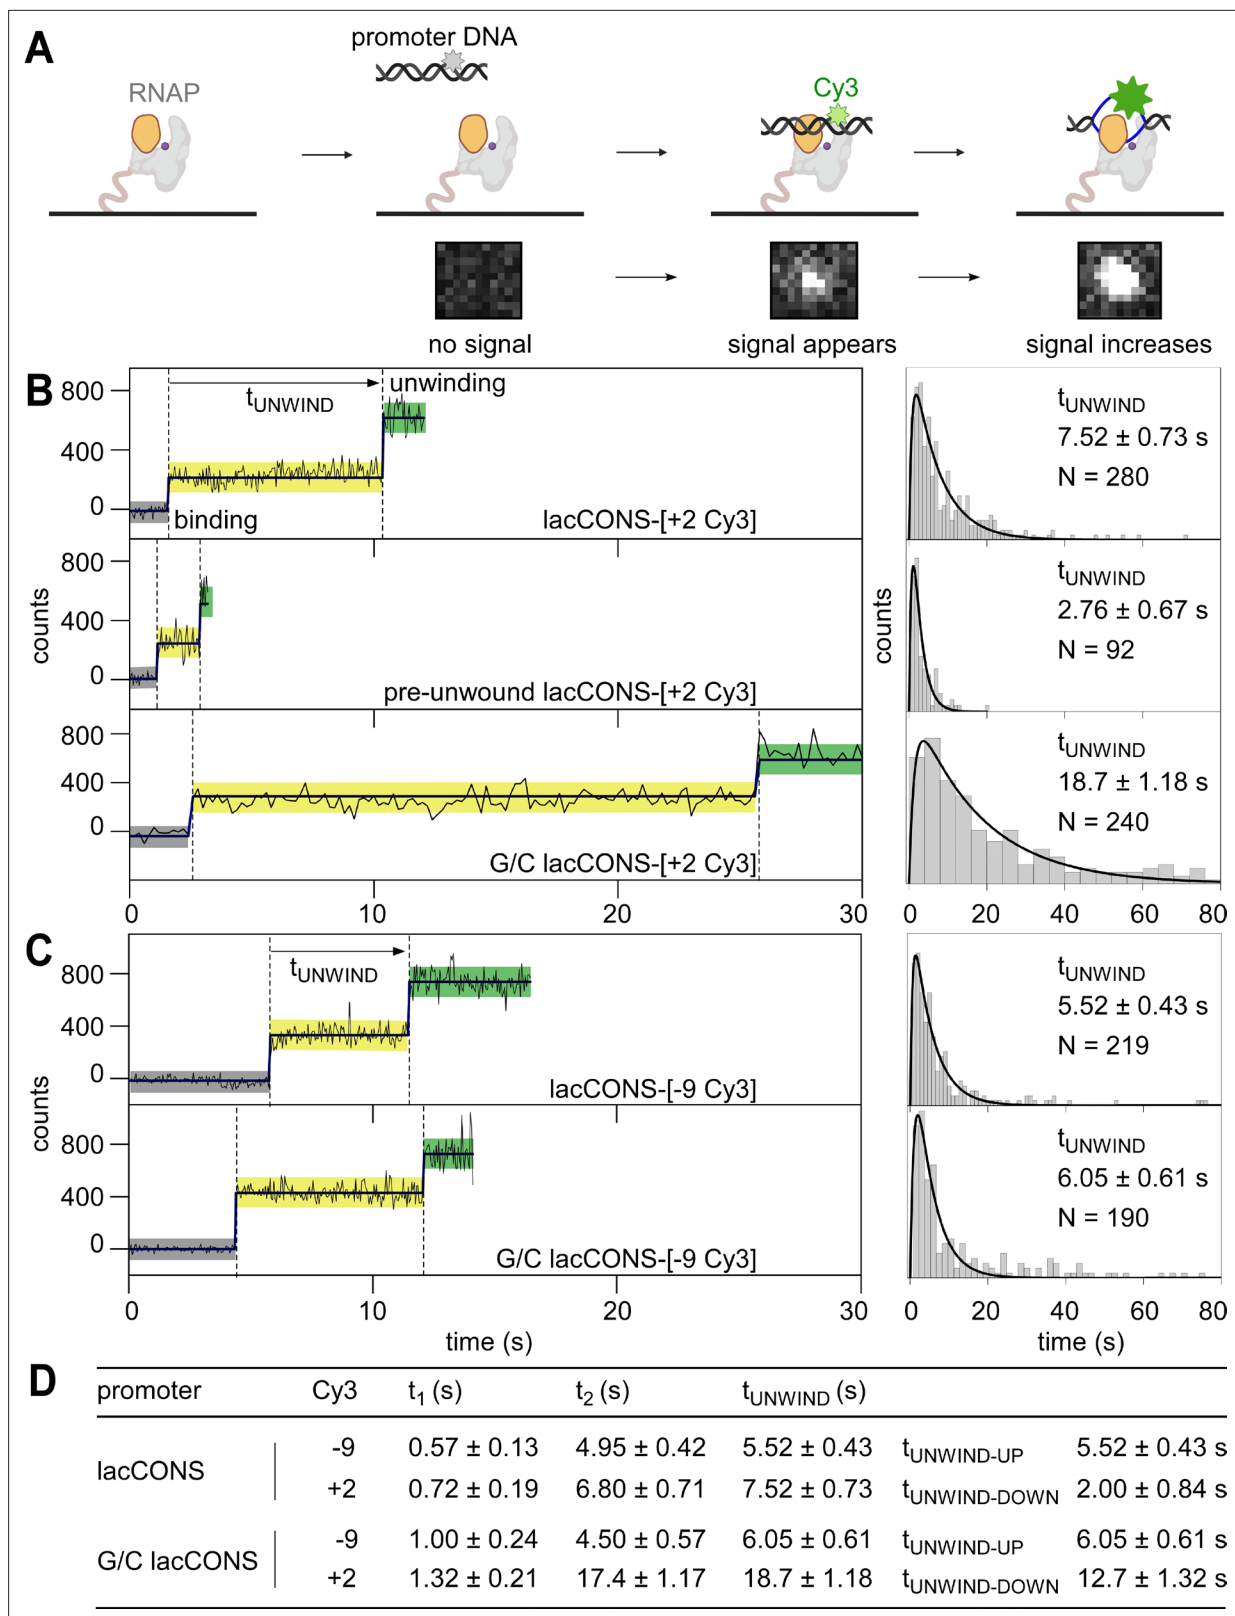 A
promoter DNA
RNAP
Cy3
no signal
signal appears
signal increases
B
800
400
0
tUNWIND
unwinding
binding
lacCONS-[+2 Cy3]
tUNWIND
7.52 ± 0.73 s
N = 280
counts
800
400
0
pre-unwound lacCONS-[+2 Cy3]
counts
tUNWIND
2.76 ± 0.67 s
N = 92
800
400
0
G/C lacCONS-[+2 Cy3]
tUNWIND
18.7 ± 1.18 s
N = 240
0 10 20 30
0 20 40 60 80
C
800
400
0
tUNWIND
lacCONS-[-9 Cy3]
tUNWIND
5.52 ± 0.43 s
N = 219
counts
800
400
0
G/C lacCONS-[-9 Cy3]
tUNWIND
6.05 ± 0.61 s
N = 190
0 10 20 30
0 20 40 60 80
time (s)
time (s)
D
promoter Cy3 t1 (s) t2 (s) tUNWIND (s)
lacCONS
-9 0.57 ± 0.13 4.95 ± 0.42 5.52 ± 0.43 tUNWIND-UP 5.52 ± 0.43 s
+2 0.72 ± 0.19 6.80 ± 0.71 7.52 ± 0.73 tUNWIND-DOWN 2.00 ± 0.84 s
G/C lacCONS
-9 1.00 ± 0.24 4.50 ± 0.57 6.05 ± 0.61 tUNWIND-UP 6.05 ± 0.61 s
+2 1.32 ± 0.21 17.4 ± 1.17 18.7 ± 1.18 tUNWIND-DOWN 12.7 ± 1.32 s